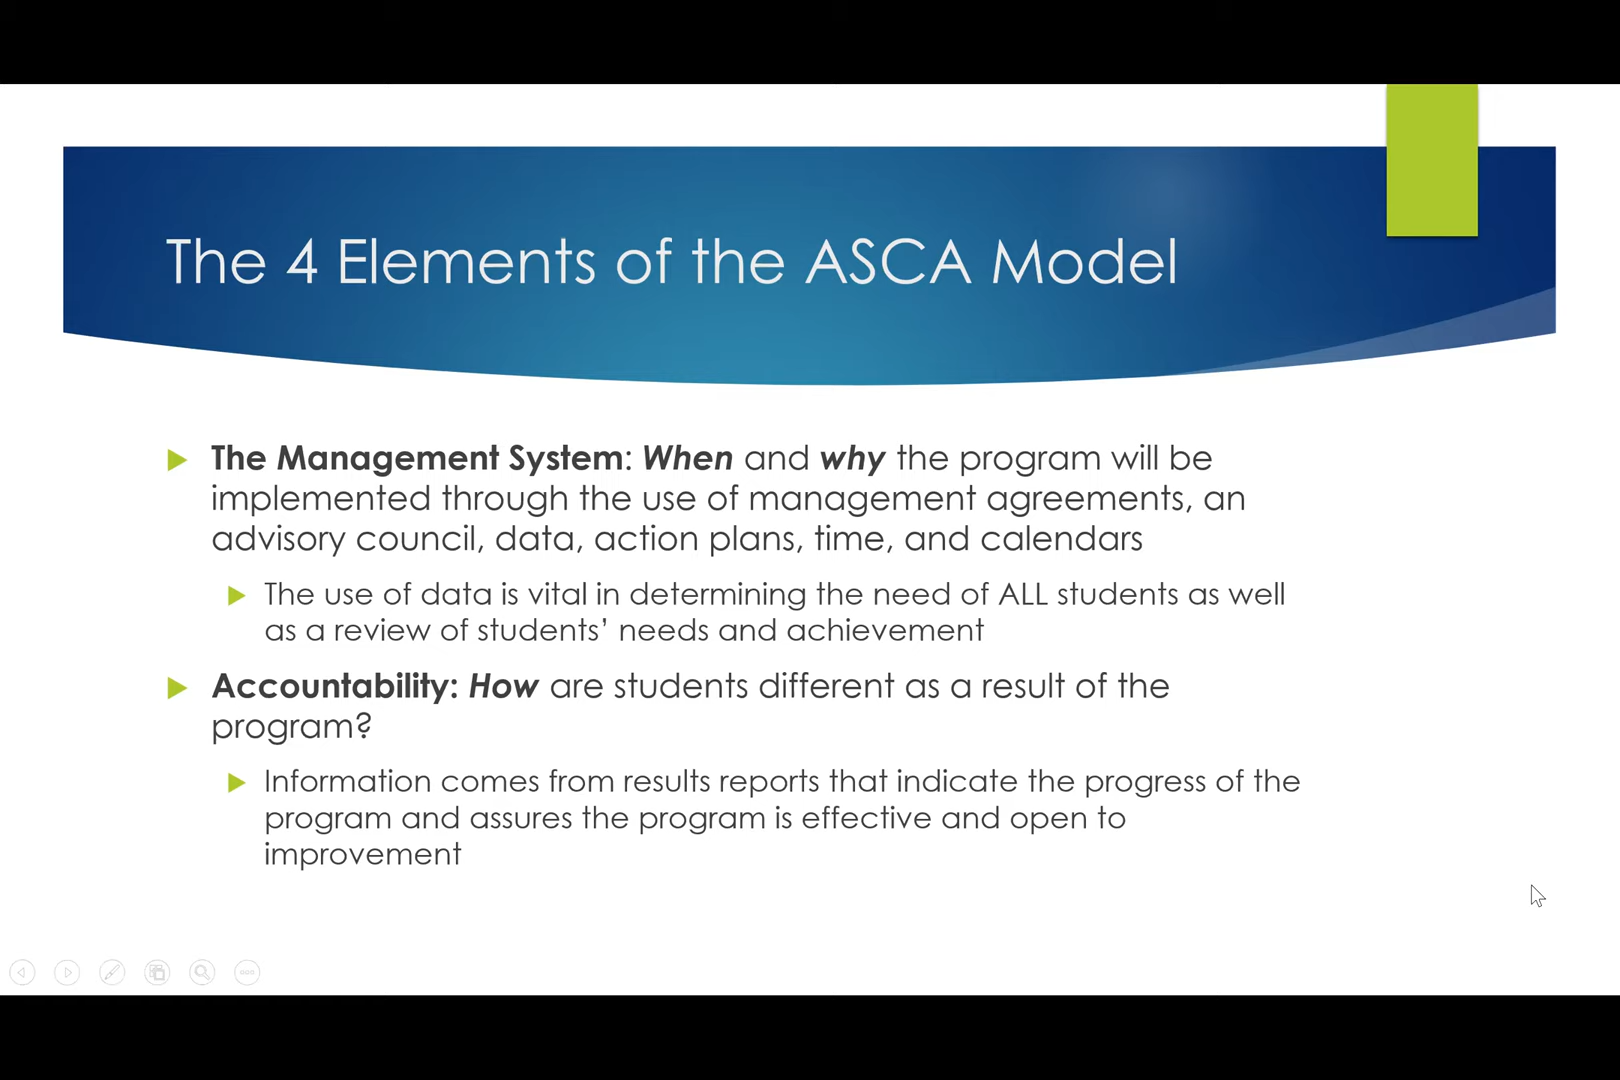 The 4 Elements of the ASCA Model
The Management System: When and why the program will be
implemented through the use of management agreements, an
advisory council, data, action plans, time, and calendars
The use of data is vital in determining the need of ALL students as well
as a review of students’ needs and achievement
Accountability: How are students different as a result of the
program?
Information comes from results reports that indicate the progress of the
program and assures the program is effective and open to
improvement